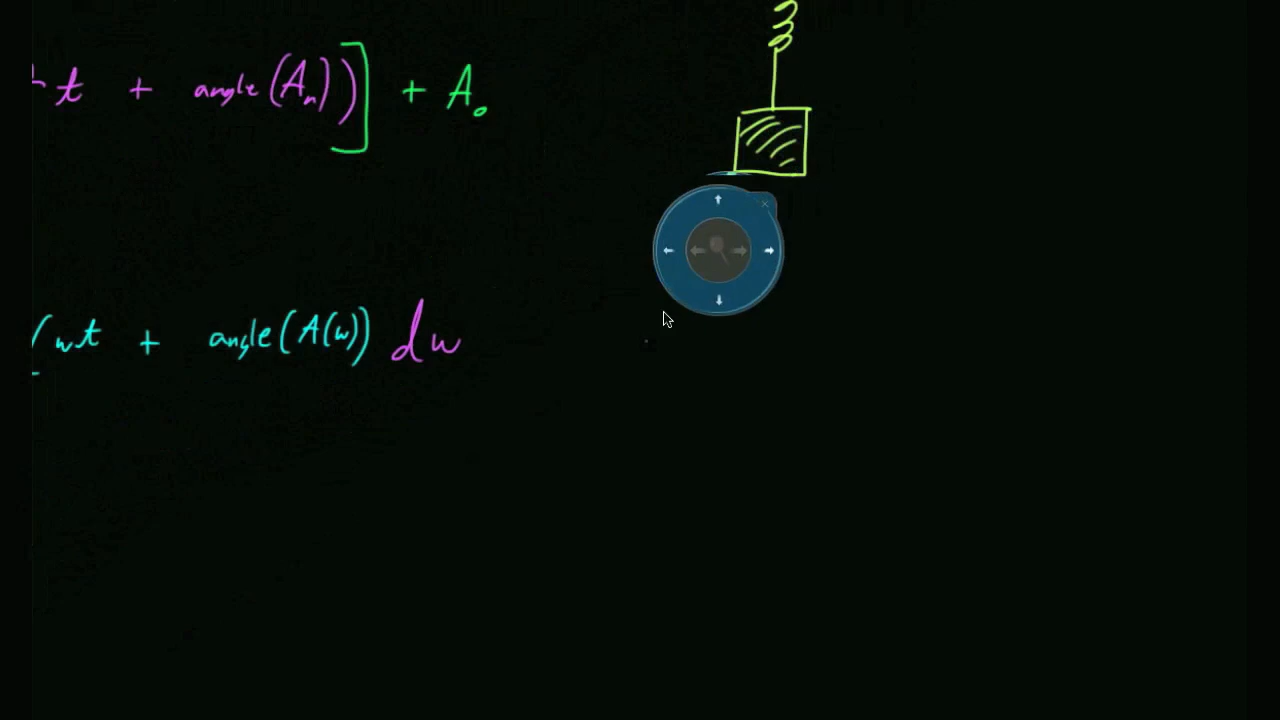 t + angle(Aₙ))] + A₀
(wt + angle(A(w)) dw